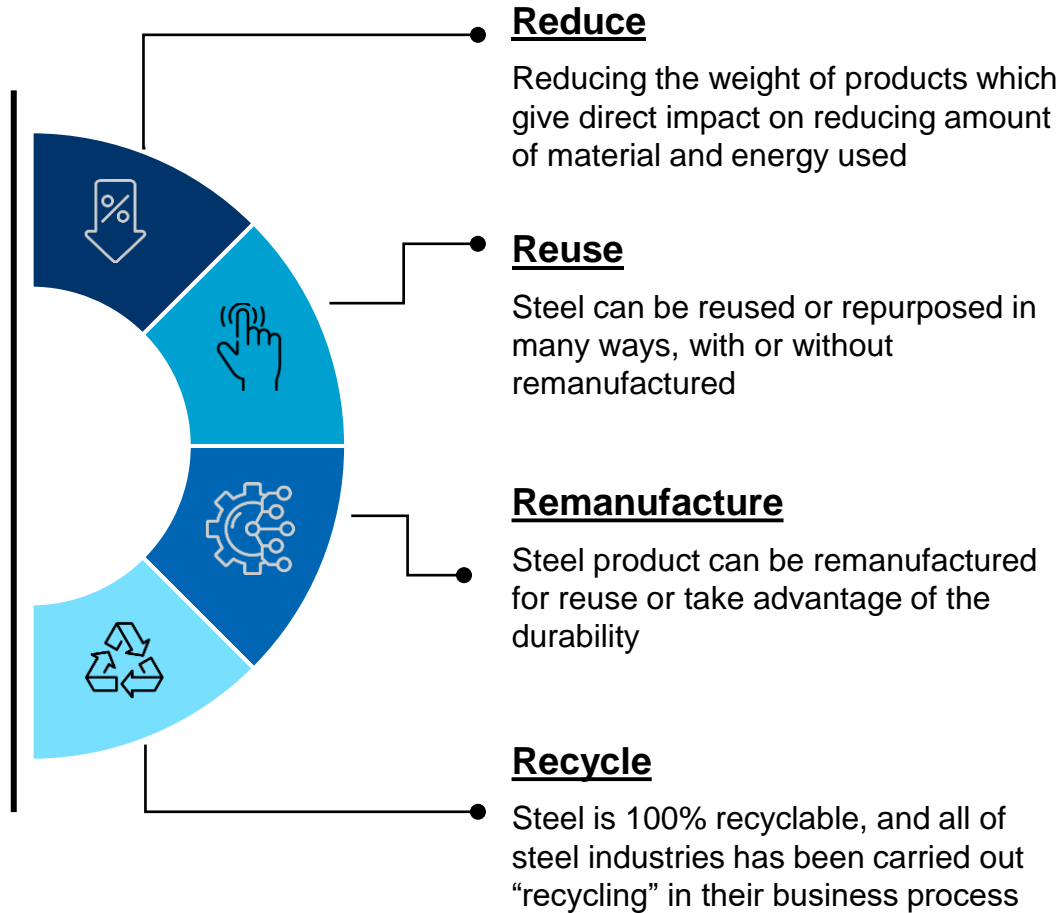 Reduce
Reducing the weight of products which
give direct impact on reducing amount
of material and energy used
%
Reuse
Steel can be reused or repurposed in
many ways, with or without
remanufactured
Remanufacture
Steel product can be remanufactured
for reuse or take advantage of the
durability
Recycle
Steel is 100% recyclable, and all of
steel industries has been carried out
“recycling” in their business process